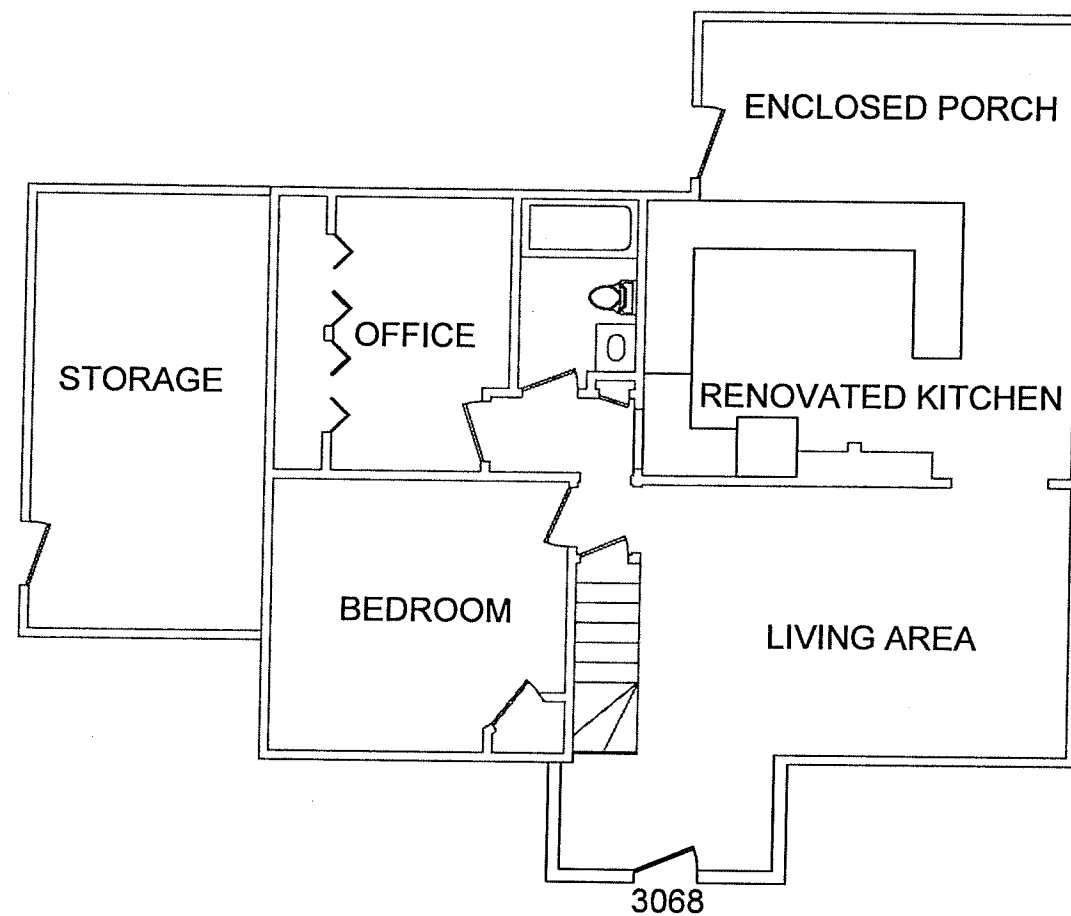 ENCLOSED PORCH
OFFICE
STORAGE
RENOVATED KITCHEN
BEDROOM
LIVING AREA
3068